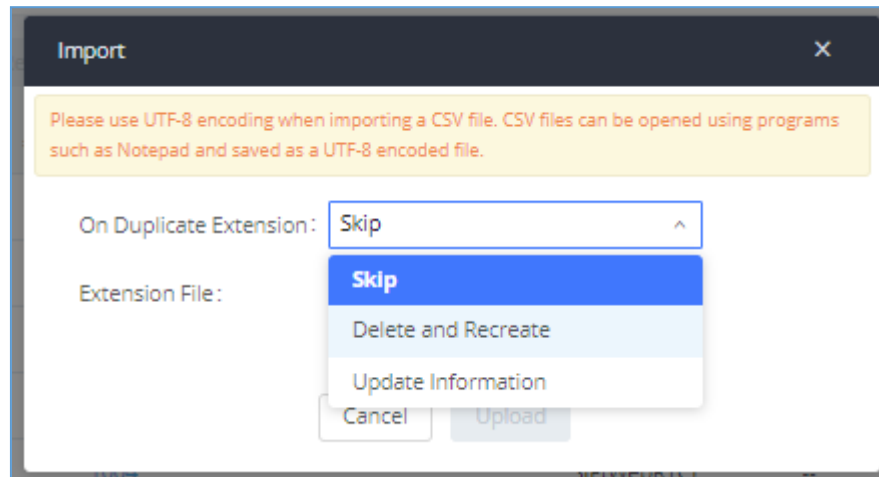 Import
Please use UTF-8 encoding when importing a CSV file. CSV files can be opened using programs
such as Notepad and saved as a UTF-8 encoded file.
On Duplicate Extension: Skip
Skip
Extension File:
Delete and Recreate
Update Information
Cancel Upload